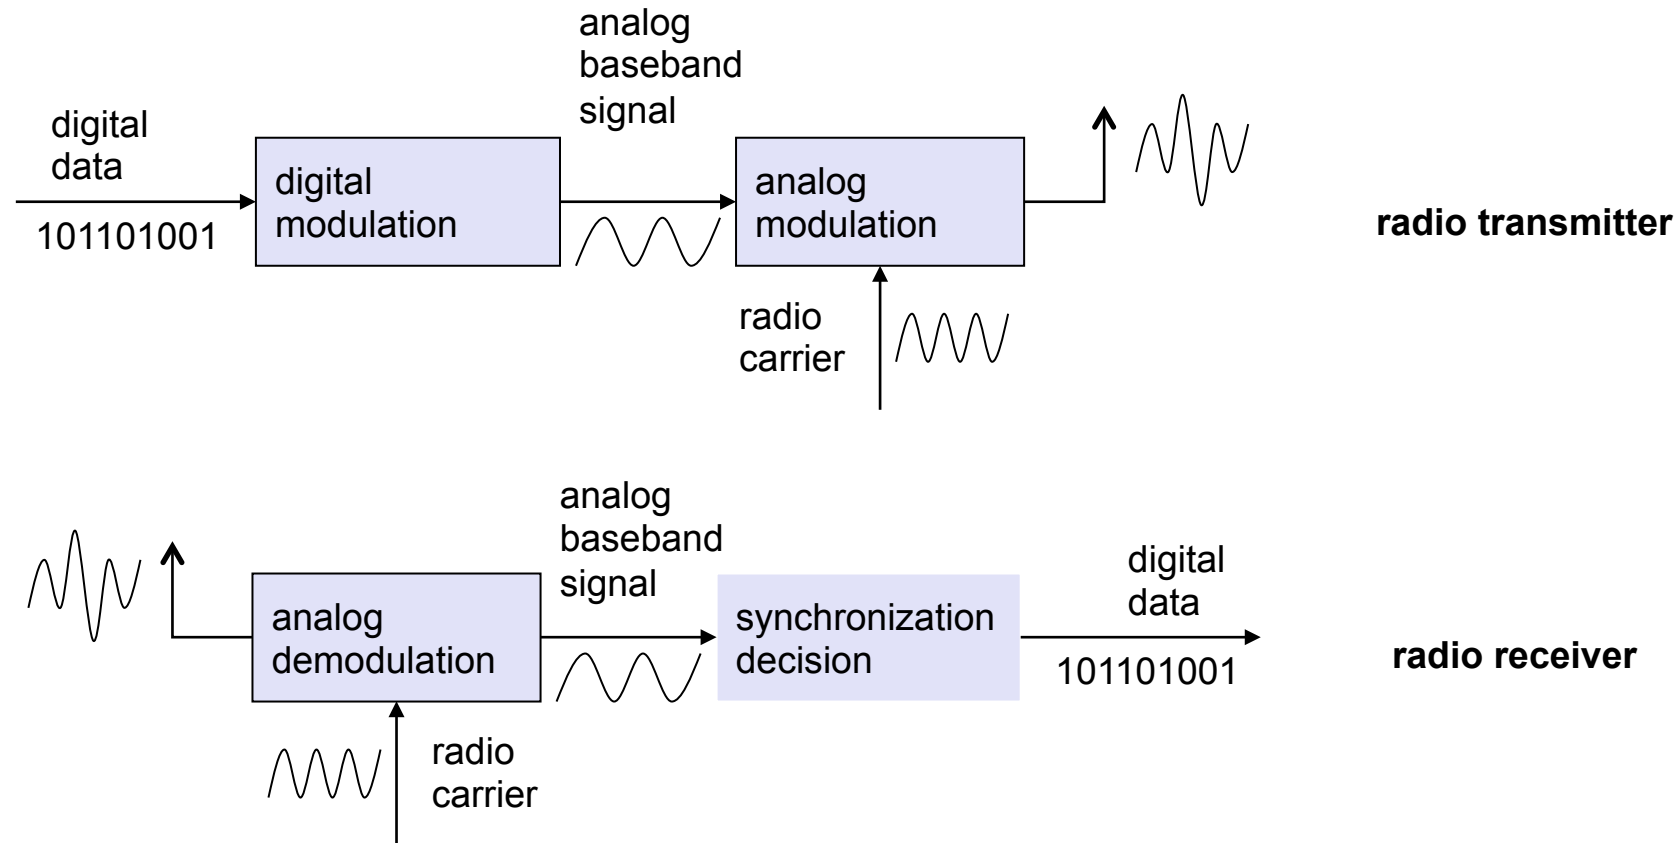 analog
baseband
signal
digital
data
101101001
digital
modulation
analog
modulation
radio
carrier
radio transmitter
analog
baseband
signal
analog
demodulation
synchronization
decision
digital
data
101101001
radio
carrier
radio receiver